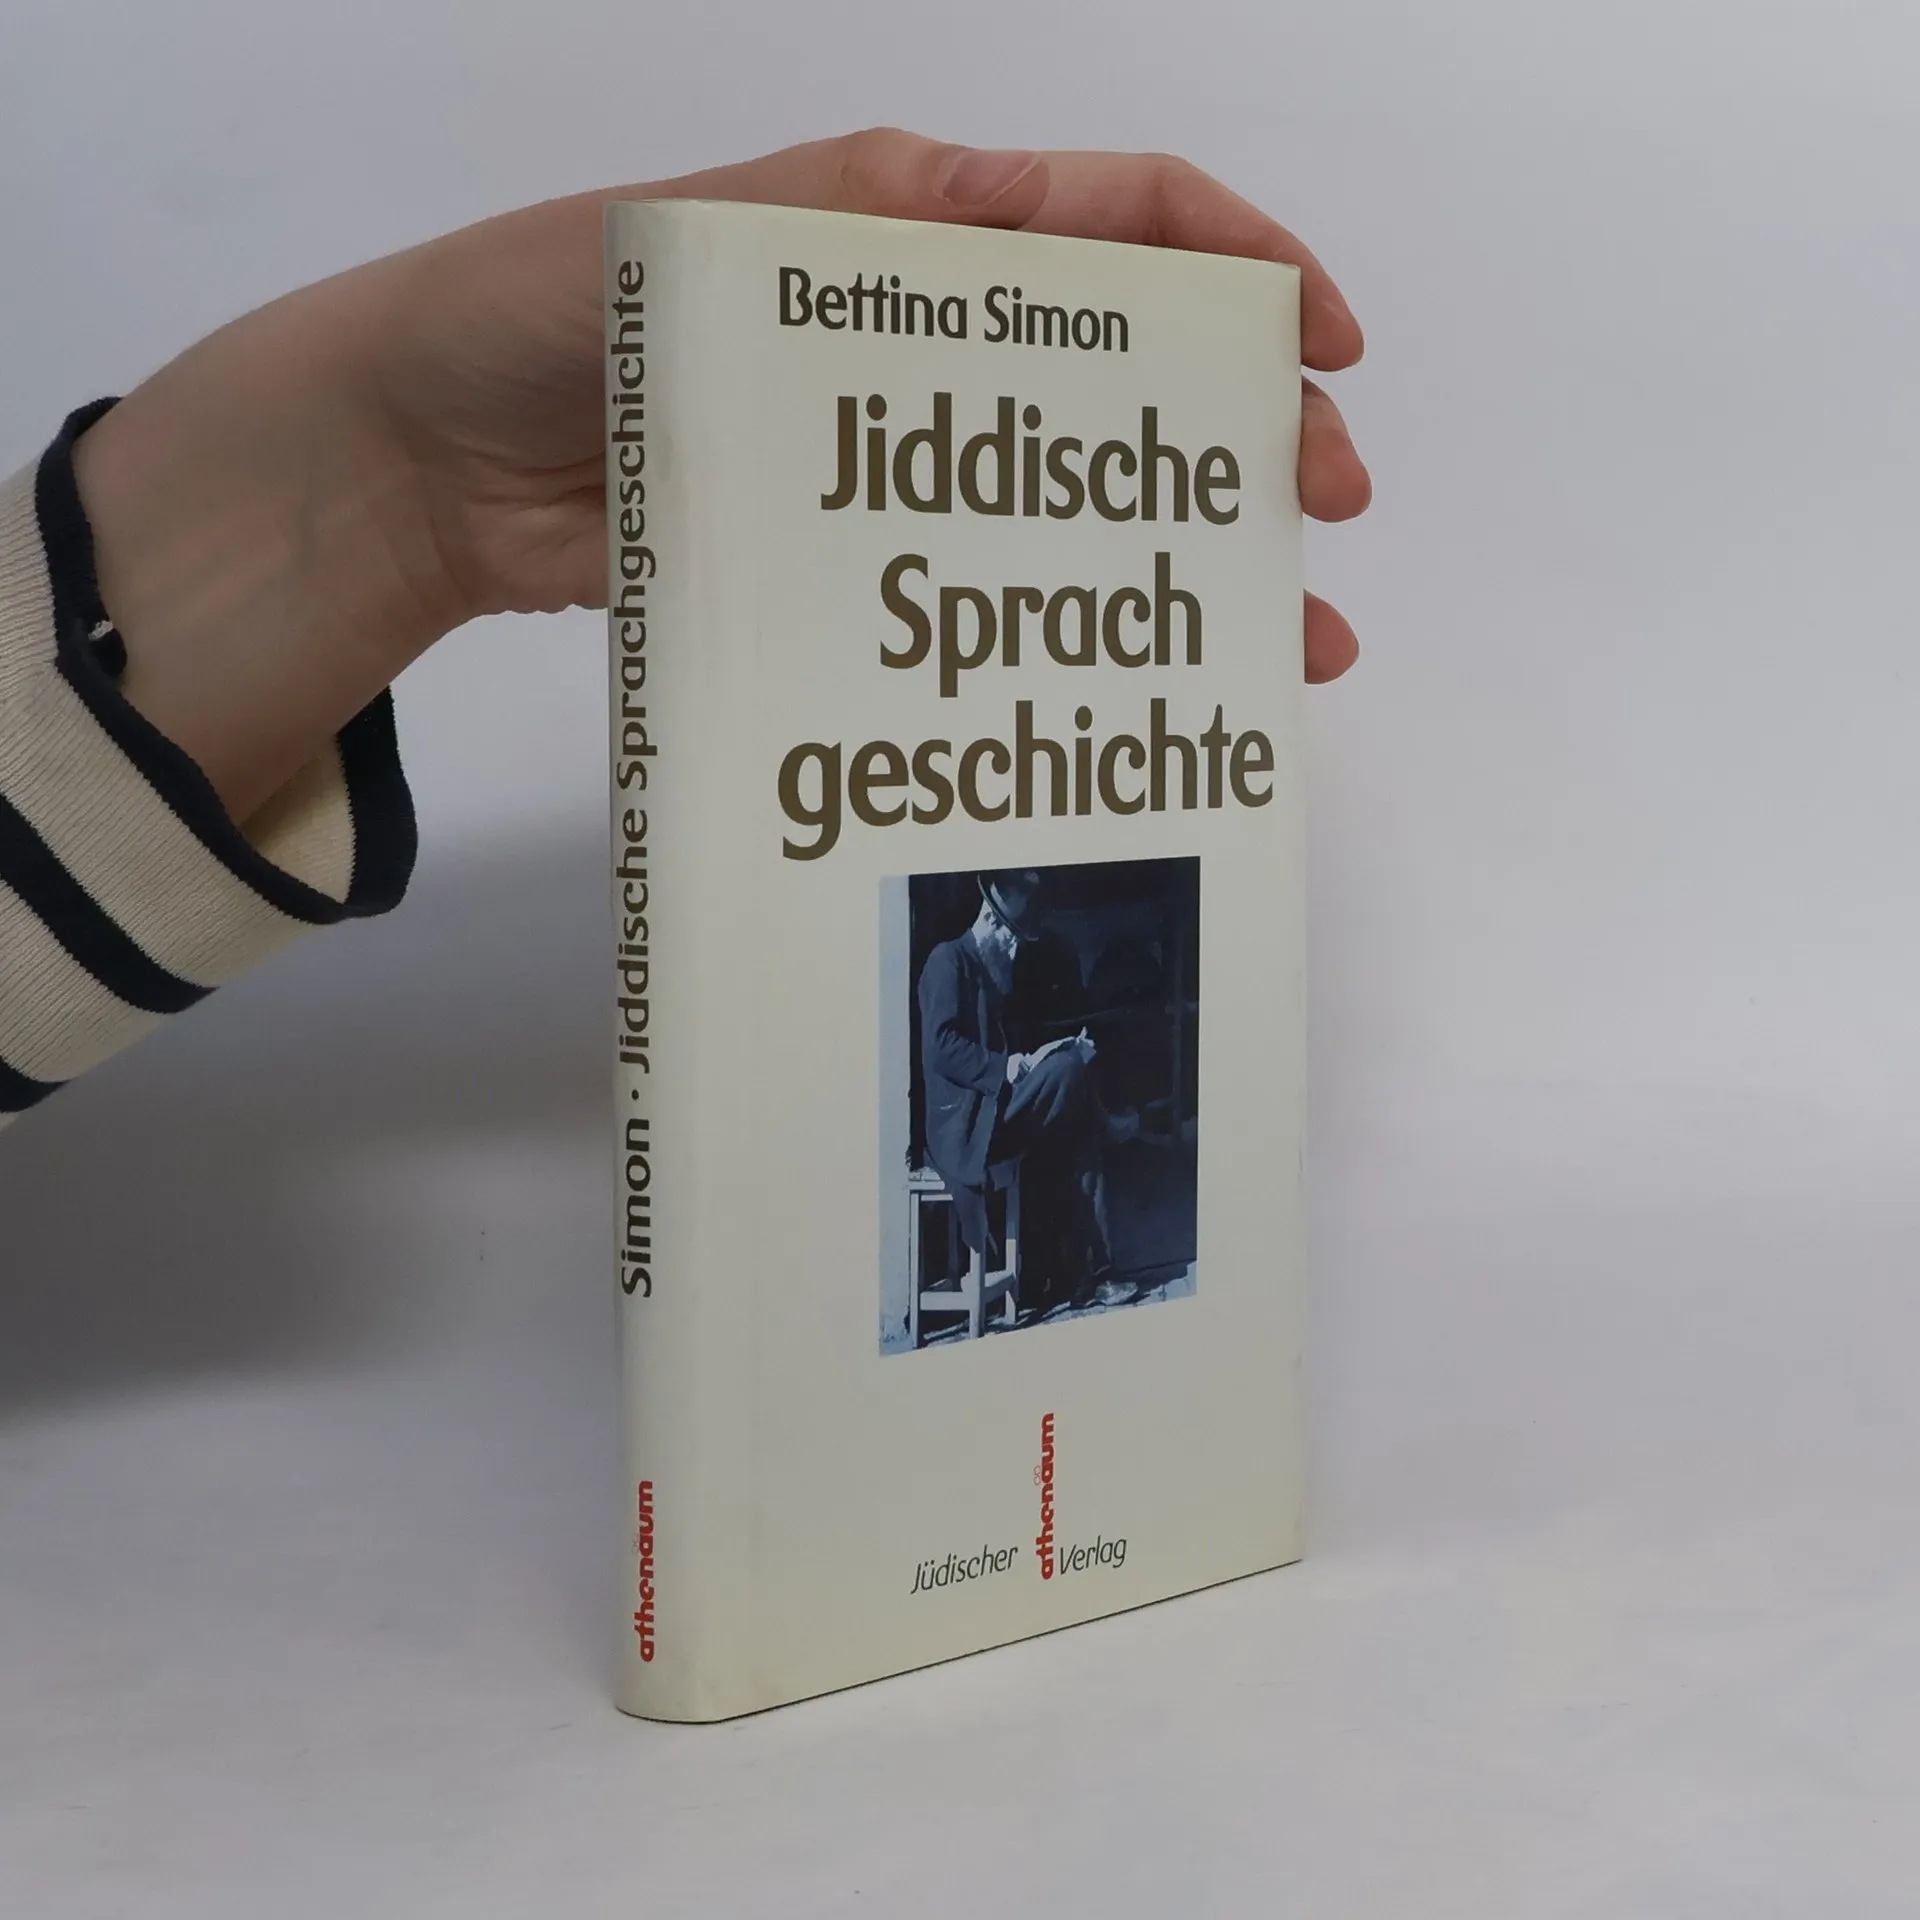 Bettina Simon
Jiddische
Sprach
geschichte
Jüdischer athenäum Verlag
Simon · Jiddische Sprachgeschichte
athenäum